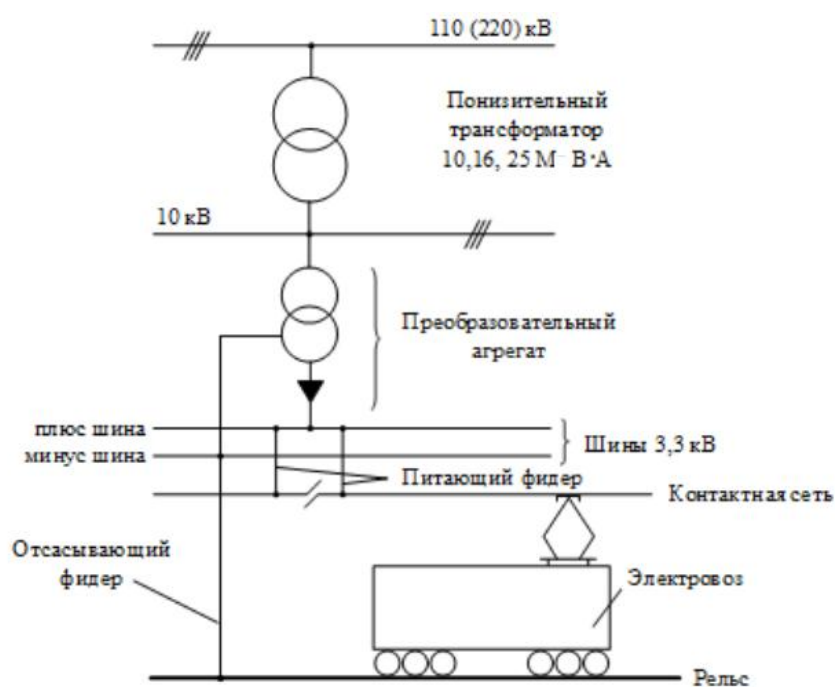 110 (220) кВ
Понизительный
трансформатор
10,16, 25 М В·А
10 кВ
Преобразовательный
агрегат
плюс шина
минус шина
Шины 3,3 кВ
Питающий фидер
Контактная сеть
Отсасывающий
фидер
Электровоз
Рельс